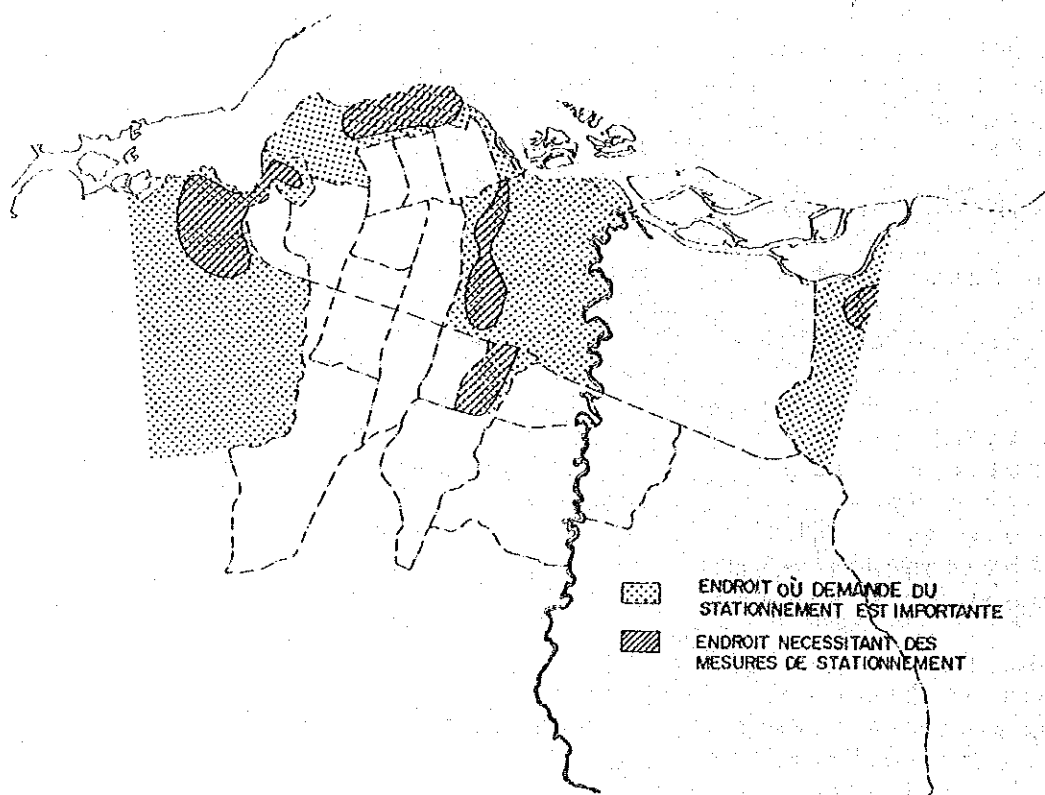 ENDROIT OÙ DEMANDE DU
STATIONNEMENT EST IMPORTANTE
ENDROIT NECESSITANT DES
MESURES DE STATIONNEMENT